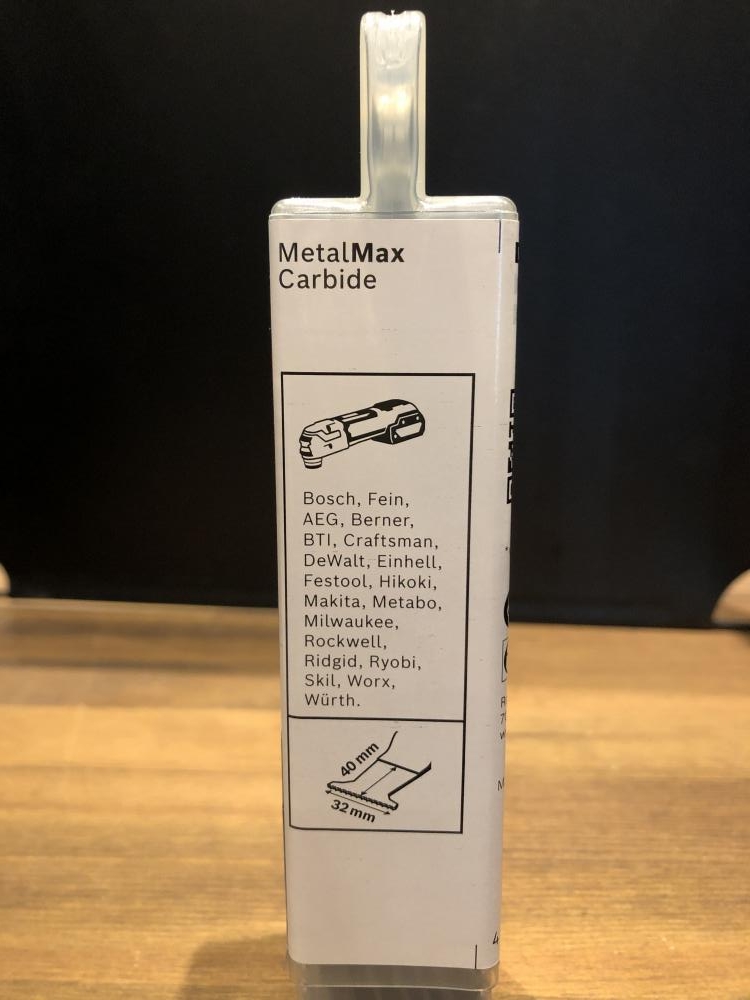 MetalMax
Carbide
Bosch, Fein,
AEG, Berner,
BTI, Craftsman,
DeWalt, Einhell,
Festool, Hikoki,
Makita, Metabo,
Milwaukee,
Rockwell,
Ridgid, Ryobi,
Skil, Worx,
Würth.
40 mm
32 mm